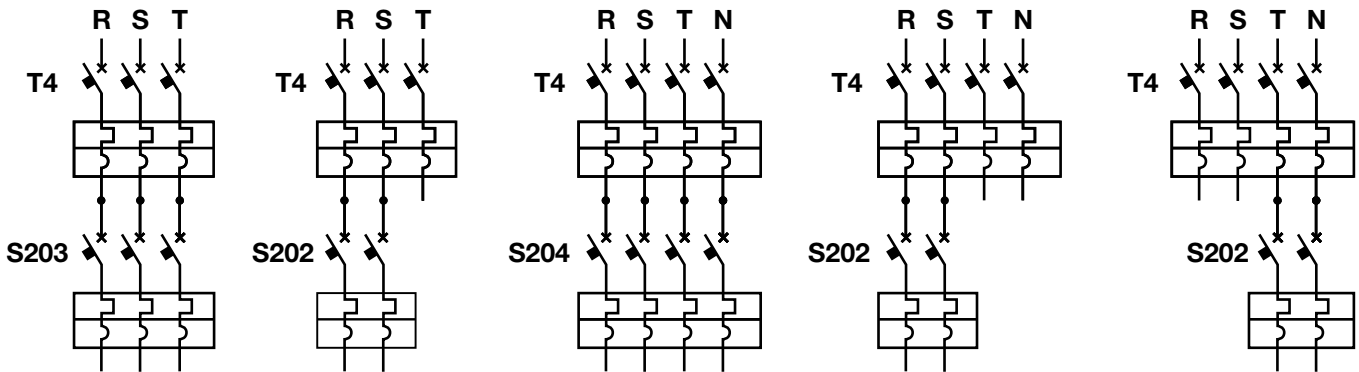 R S T R S T R S T N R S T N R S T N
T4 T4 T4 T4 T4
S203 S202 S204 S202 S202